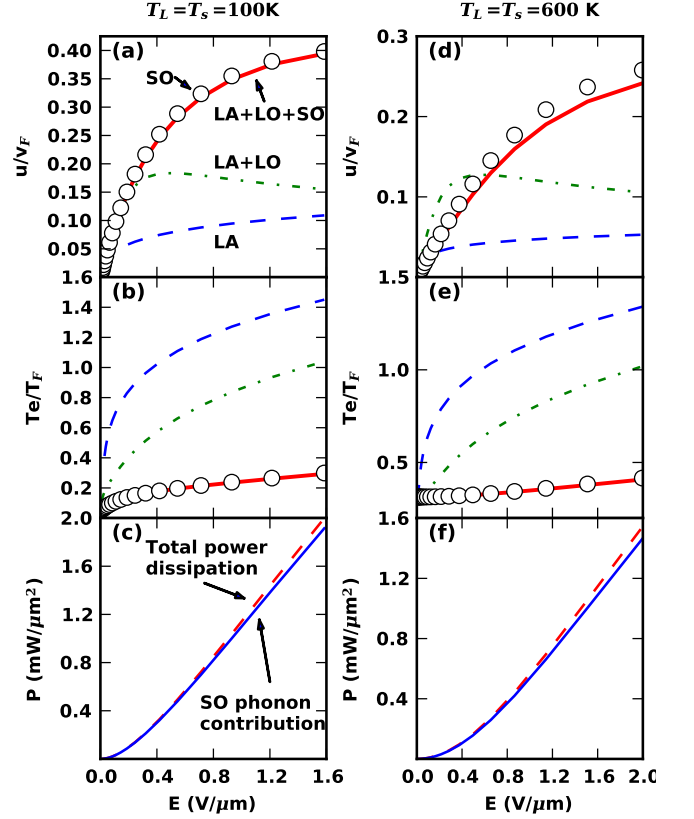 T_L=T_s=100K
T_L=T_s=600 K
(a)
0.40
0.35
0.30
0.25
0.20
0.15
0.10
0.05
u/v_F
SO
LA+LO+SO
LA+LO
LA
(d)
0.3
0.2
0.1
u/v_F
(b)
1.6
1.4
1.2
1.0
0.8
0.6
0.4
0.2
Te/T_F
(e)
1.5
1.0
0.5
Te/T_F
(c)
2.0
1.6
1.2
0.8
0.4
P (mW/μm²)
Total power
dissipation
SO phonon
contribution
0.0 0.4 0.8 1.2 1.6
E (V/μm)
(f)
1.6
1.2
0.8
0.4
P (mW/μm²)
0.0 0.4 0.8 1.2 1.6 2.0
E (V/μm)